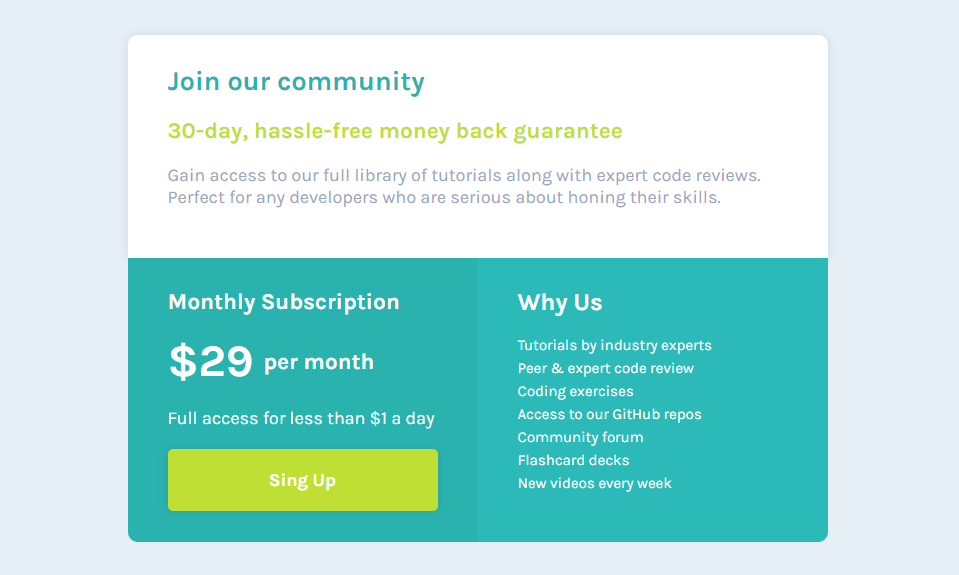 Join our community
30-day, hassle-free money back guarantee
Gain access to our full library of tutorials along with expert code reviews.
Perfect for any developers who are serious about honing their skills.
Monthly Subscription
$29 per month
Full access for less than $1 a day
Sing Up
Why Us
Tutorials by industry experts
Peer & expert code review
Coding exercises
Access to our GitHub repos
Community forum
Flashcard decks
New videos every week